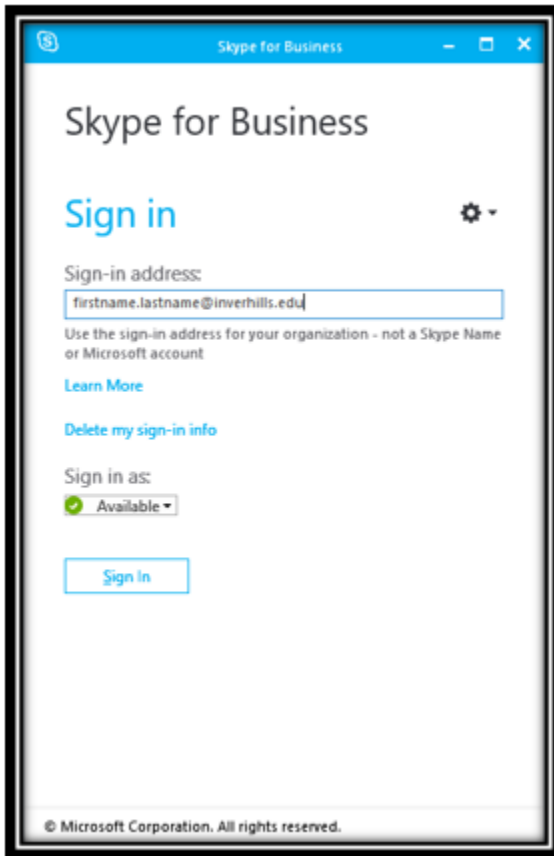 Skype for Business
Skype for Business
Sign in
Sign-in address:
firstname.lastname@inverhills.edu
Use the sign-in address for your organization - not a Skype Name
or Microsoft account
Learn More
Delete my sign-in info
Sign in as:
Available
Sign In
© Microsoft Corporation. All rights reserved.